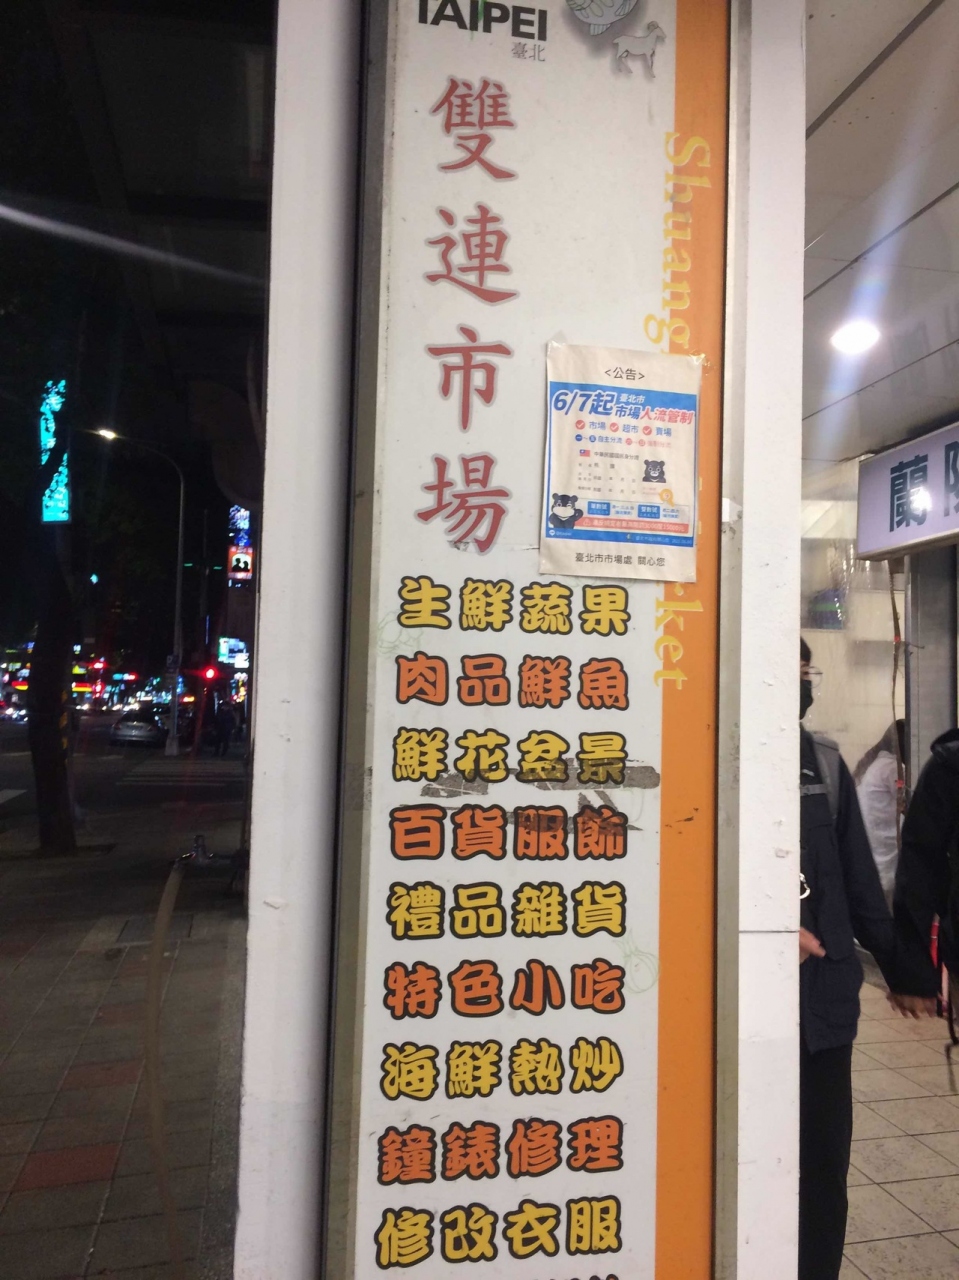 TAIPEI
臺北
雙連市場
Shuang
ket
<公告>
6/7起 臺北市
市場人流管制
市場 超市 賣場
臺北市市場處 關心您
生鮮蔬果
肉品鮮魚
鮮花盆景
百貨服飾
禮品雜貨
特色小吃
海鮮熱炒
鐘錶修理
修改衣服
蘭